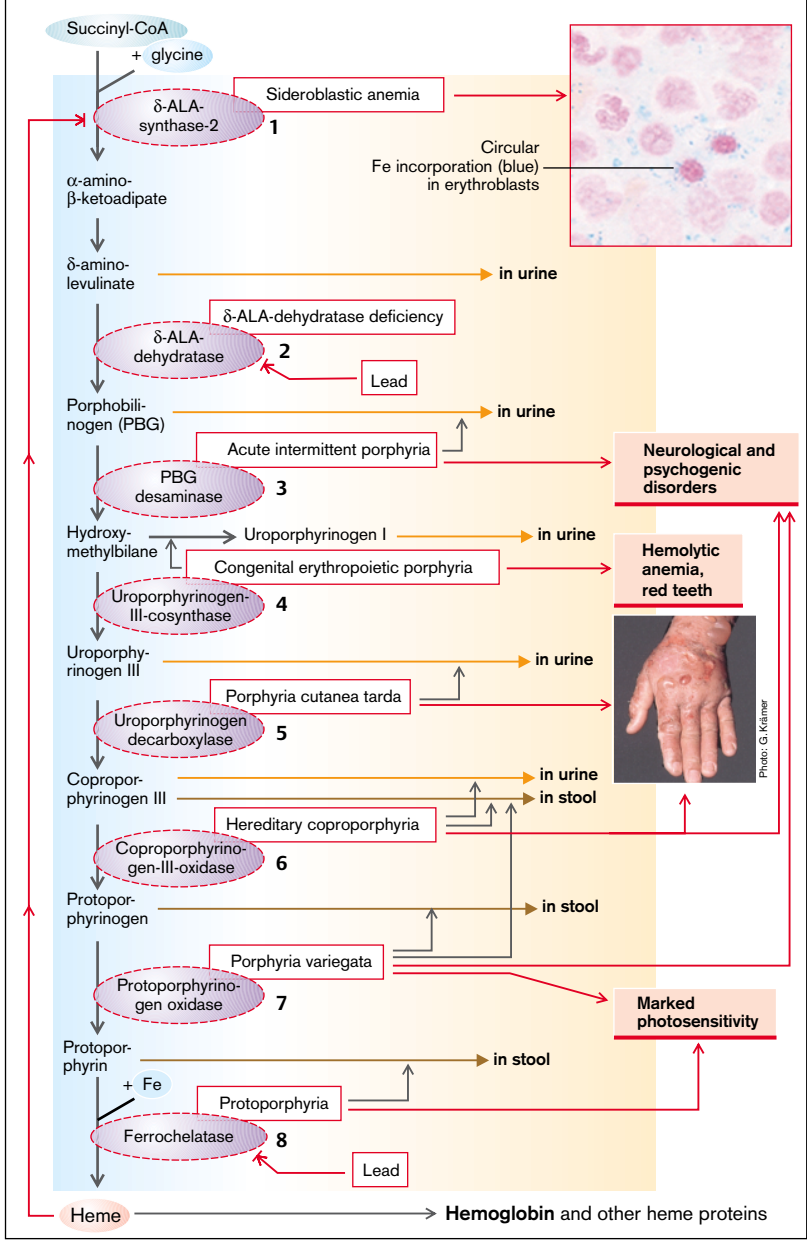 Succinyl-CoA
+ glycine
δ-ALA-
synthase-2
1
Sideroblastic anemia
Circular
Fe incorporation (blue)
in erythroblasts
α-amino-
β-ketoadipate
δ-amino-
levulinate
in urine
δ-ALA-dehydratase deficiency
δ-ALA-
dehydratase
2
Lead
Porphobili-
nogen (PBG)
in urine
Acute intermittent porphyria
Neurological and
psychogenic
disorders
PBG
desaminase
3
Hydroxy-
methylbilane
Uroporphyrinogen I
in urine
Congenital erythropoietic porphyria
Hemolytic
anemia,
red teeth
Uroporphyrinogen-
III-cosynthase
4
Uroporphy-
rinogen III
in urine
Porphyria cutanea tarda
Uroporphyrinogen
decarboxylase
5
Photo: G.Krämer
Copropor-
phyrinogen III
in urine
in stool
Hereditary coproporphyria
Coproporphyrino-
gen-III-oxidase
6
Protopor-
phyrinogen
in stool
Porphyria variegata
Protoporphyrino-
gen oxidase
7
Marked
photosensitivity
Protopor-
phyrin
in stool
+ Fe
Protoporphyria
Ferrochelatase
8
Lead
Heme
Hemoglobin and other heme proteins